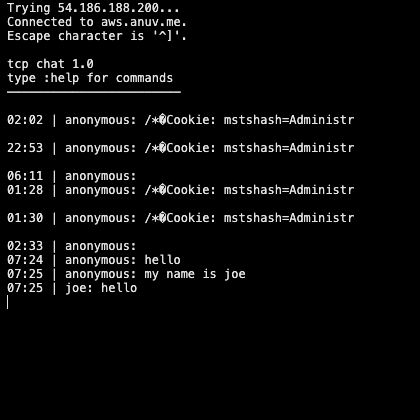 Trying 54.186.188.200...
Connected to aws.anuv.me.
Escape character is '^]'.
tcp chat 1.0
type :help for commands
02:02 | anonymous: /*�Cookie: mstshash=Administr
22:53 | anonymous: /*�Cookie: mstshash=Administr
06:11 | anonymous:
01:28 | anonymous: /*�Cookie: mstshash=Administr
01:30 | anonymous: /*�Cookie: mstshash=Administr
02:33 | anonymous:
07:24 | anonymous: hello
07:25 | anonymous: my name is joe
07:25 | joe: hello